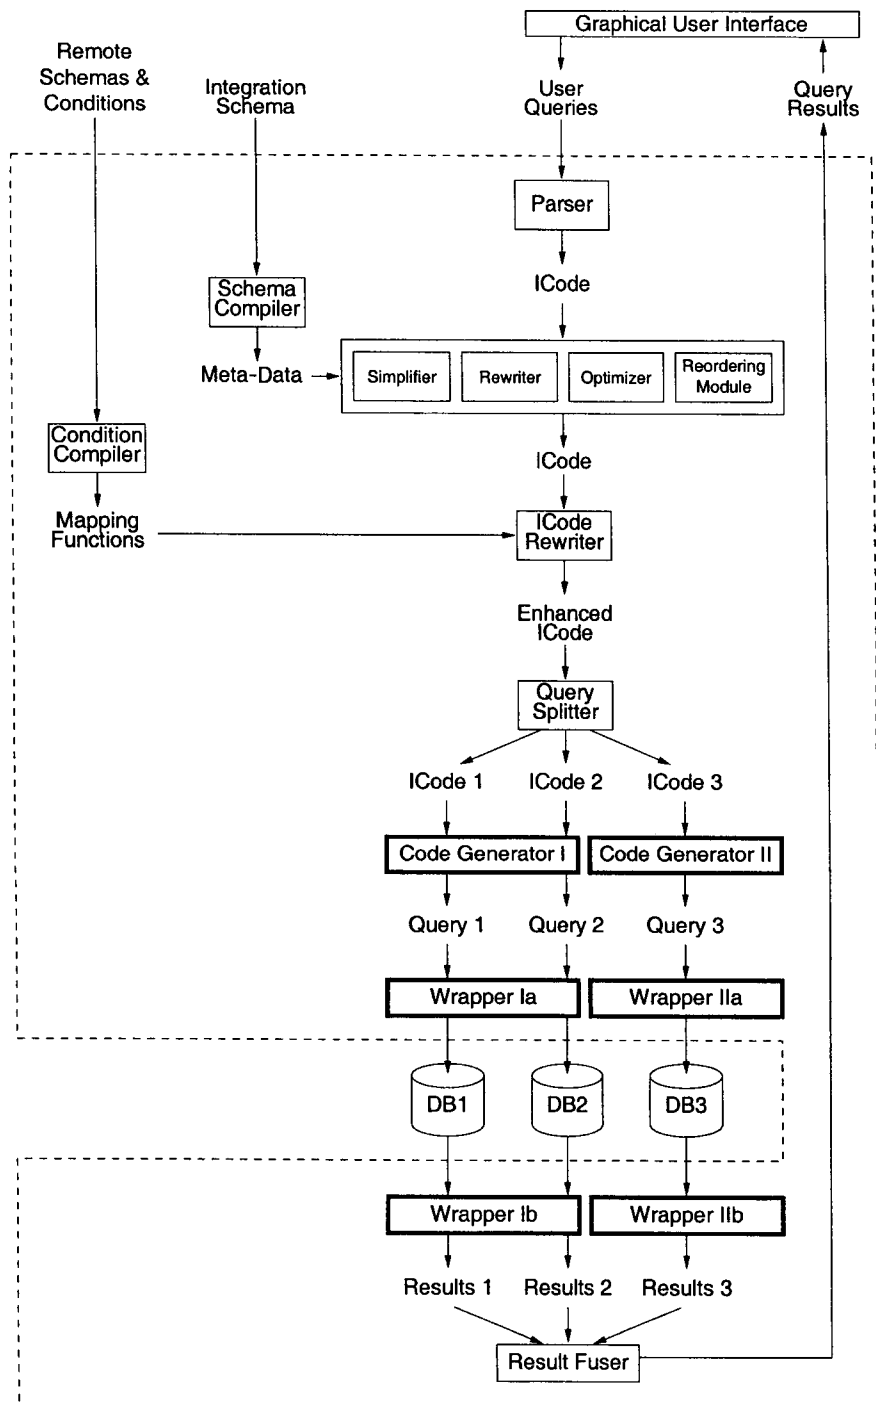 Graphical User Interface
Remote
Schemas &
Conditions
Integration
Schema
User
Queries
Query
Results
Parser
ICode
Schema
Compiler
Meta-Data
Simplifier
Rewriter
Optimizer
Reordering
Module
Condition
Compiler
ICode
Mapping
Functions
ICode
Rewriter
Enhanced
ICode
Query
Splitter
ICode 1
ICode 2
ICode 3
Code Generator I
Code Generator II
Query 1
Query 2
Query 3
Wrapper Ia
Wrapper IIa
DB1
DB2
DB3
Wrapper Ib
Wrapper IIb
Results 1
Results 2
Results 3
Result Fuser